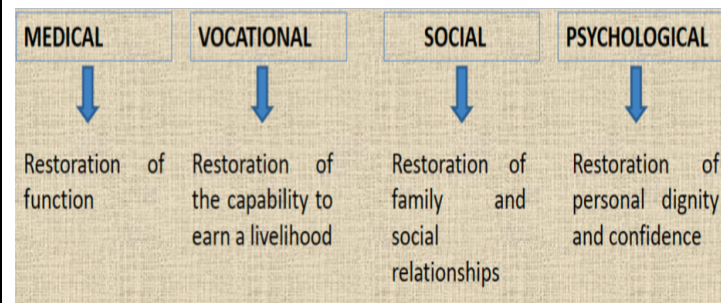 MEDICAL
VOCATIONAL
SOCIAL
PSYCHOLOGICAL
Restoration of
function
Restoration of
the capability to
earn a livelihood
Restoration of
family and
social
relationships
Restoration of
personal dignity
and confidence